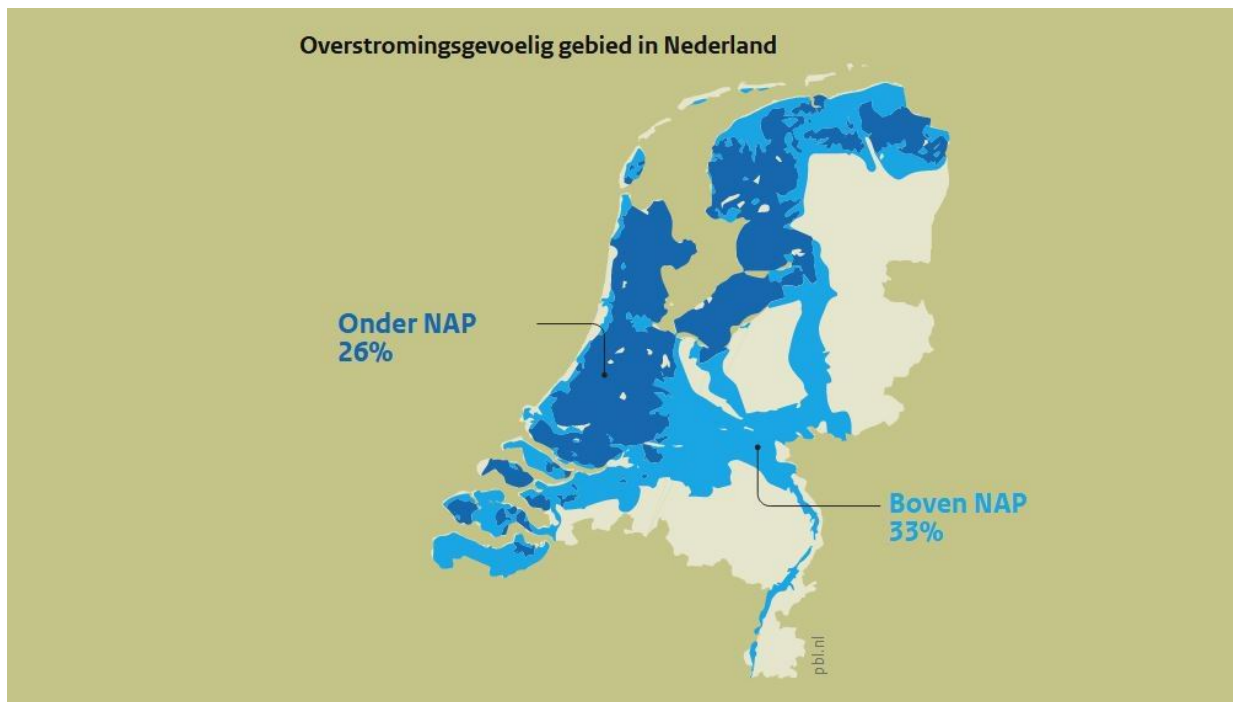 Overstromingsgevoelig gebied in Nederland
Onder NAP
26%
Boven NAP
33%
pbl.nl